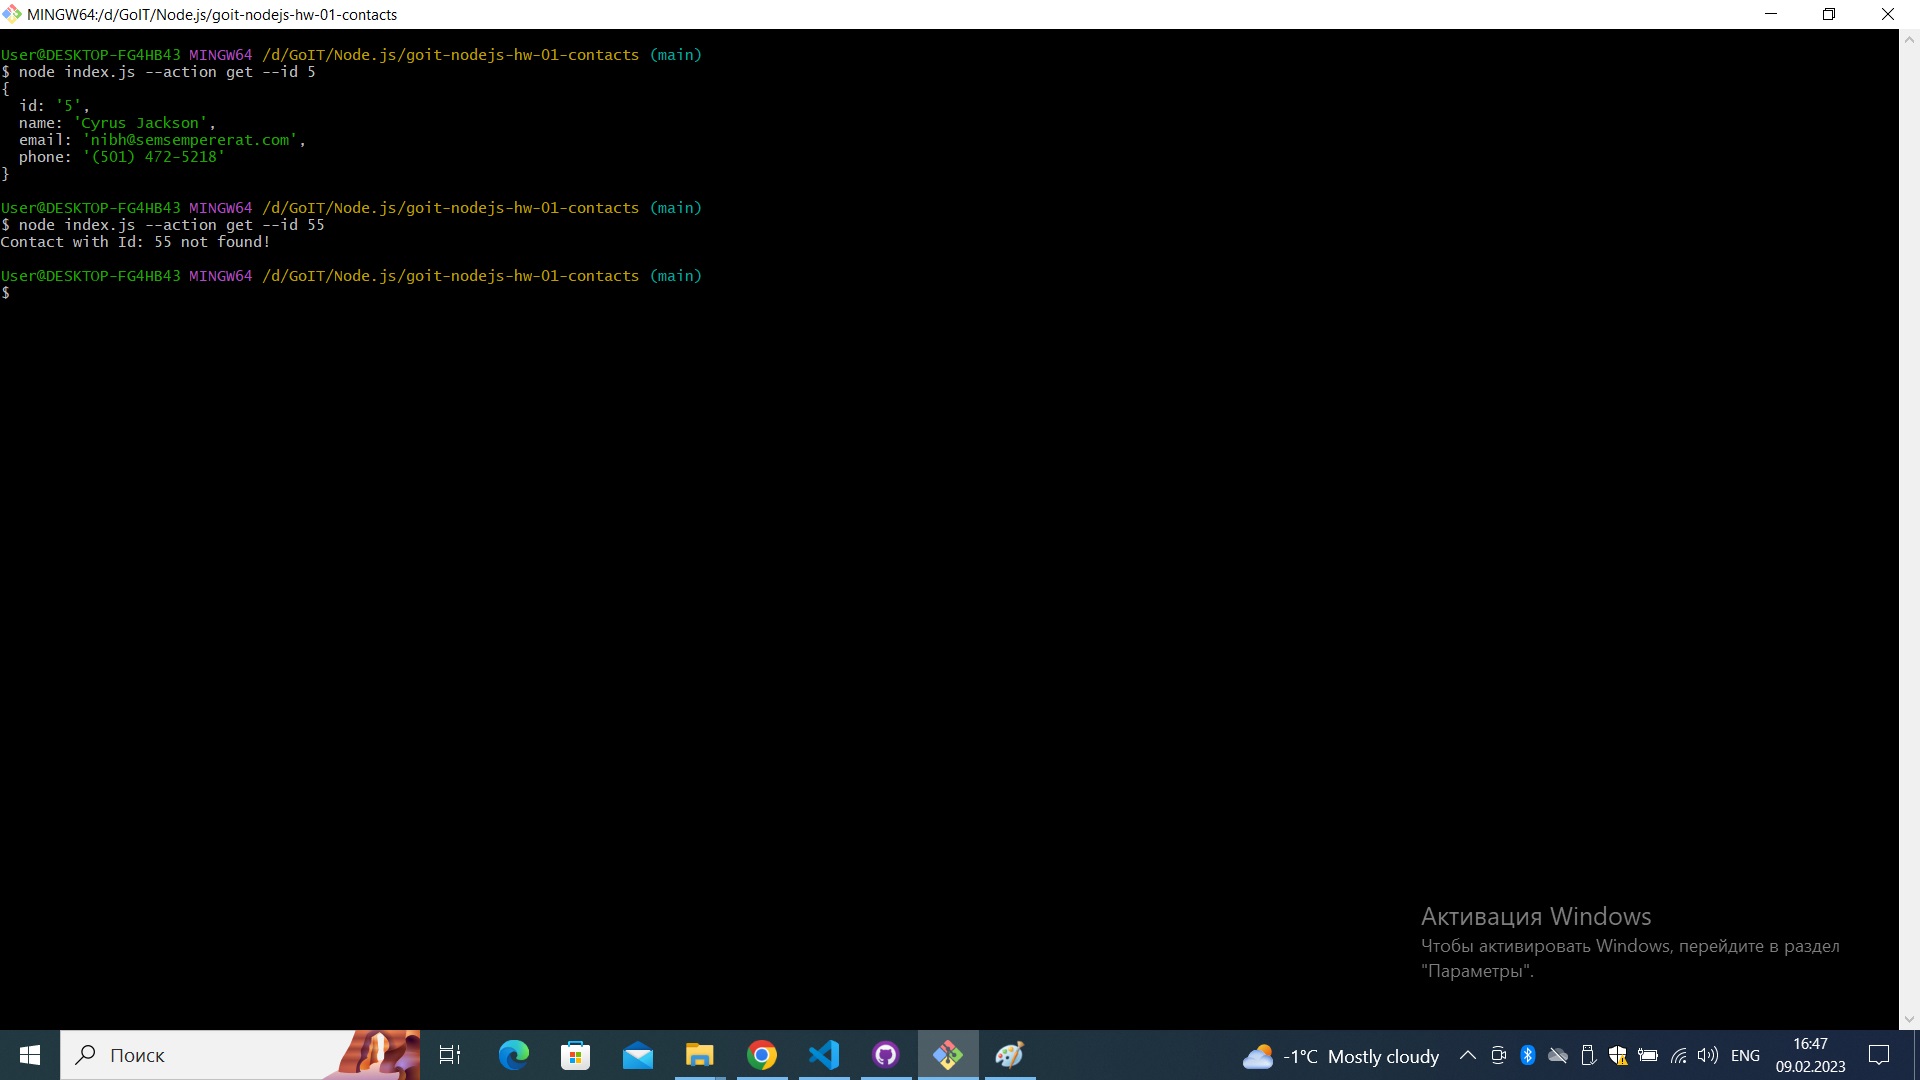 MINGW64:/d/GoIT/Node.js/goit-nodejs-hw-01-contacts
User@DESKTOP-FG4HB43 MINGW64 /d/GoIT/Node.js/goit-nodejs-hw-01-contacts (main)
$ node index.js --action get --id 5
{
  id: '5',
  name: 'Cyrus Jackson',
  email: 'nibh@semsempererat.com',
  phone: '(501) 472-5218'
}
User@DESKTOP-FG4HB43 MINGW64 /d/GoIT/Node.js/goit-nodejs-hw-01-contacts (main)
$ node index.js --action get --id 55
Contact with Id: 55 not found!
User@DESKTOP-FG4HB43 MINGW64 /d/GoIT/Node.js/goit-nodejs-hw-01-contacts (main)
$
Активация Windows
Чтобы активировать Windows, перейдите в раздел
"Параметры".
Поиск
-1°C Mostly cloudy
ENG
16:47
09.02.2023